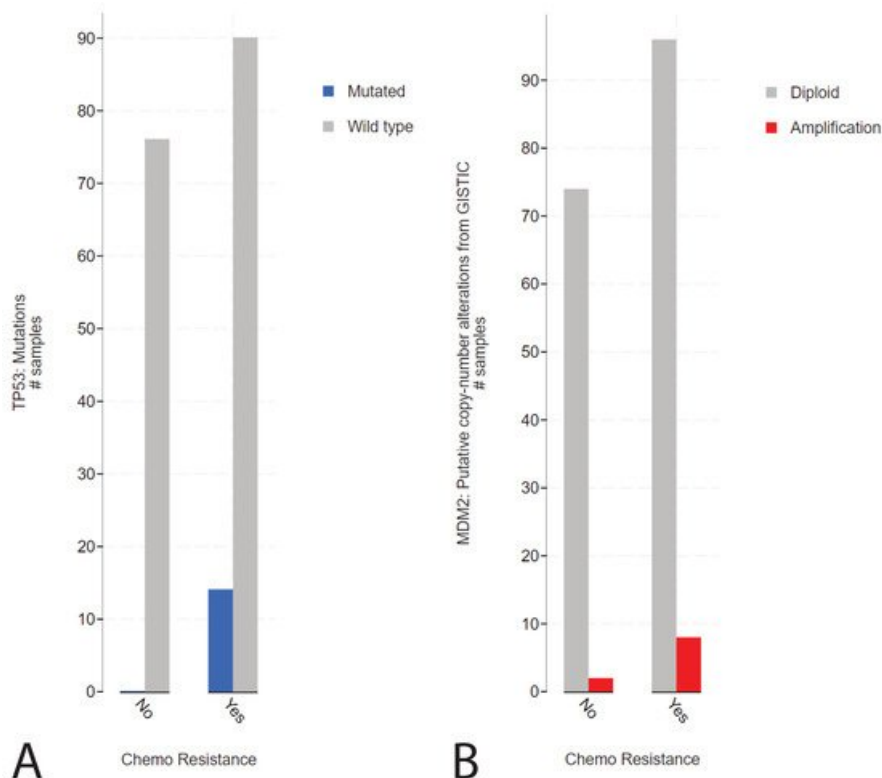 90
80
70
60
50
40
30
20
10
0
TP53: Mutations
# samples
Mutated
Wild type
No
Yes
Chemo Resistance
A
90
80
70
60
50
40
30
20
10
0
MDM2: Putative copy-number alterations from GISTIC
# samples
Diploid
Amplification
No
Yes
Chemo Resistance
B